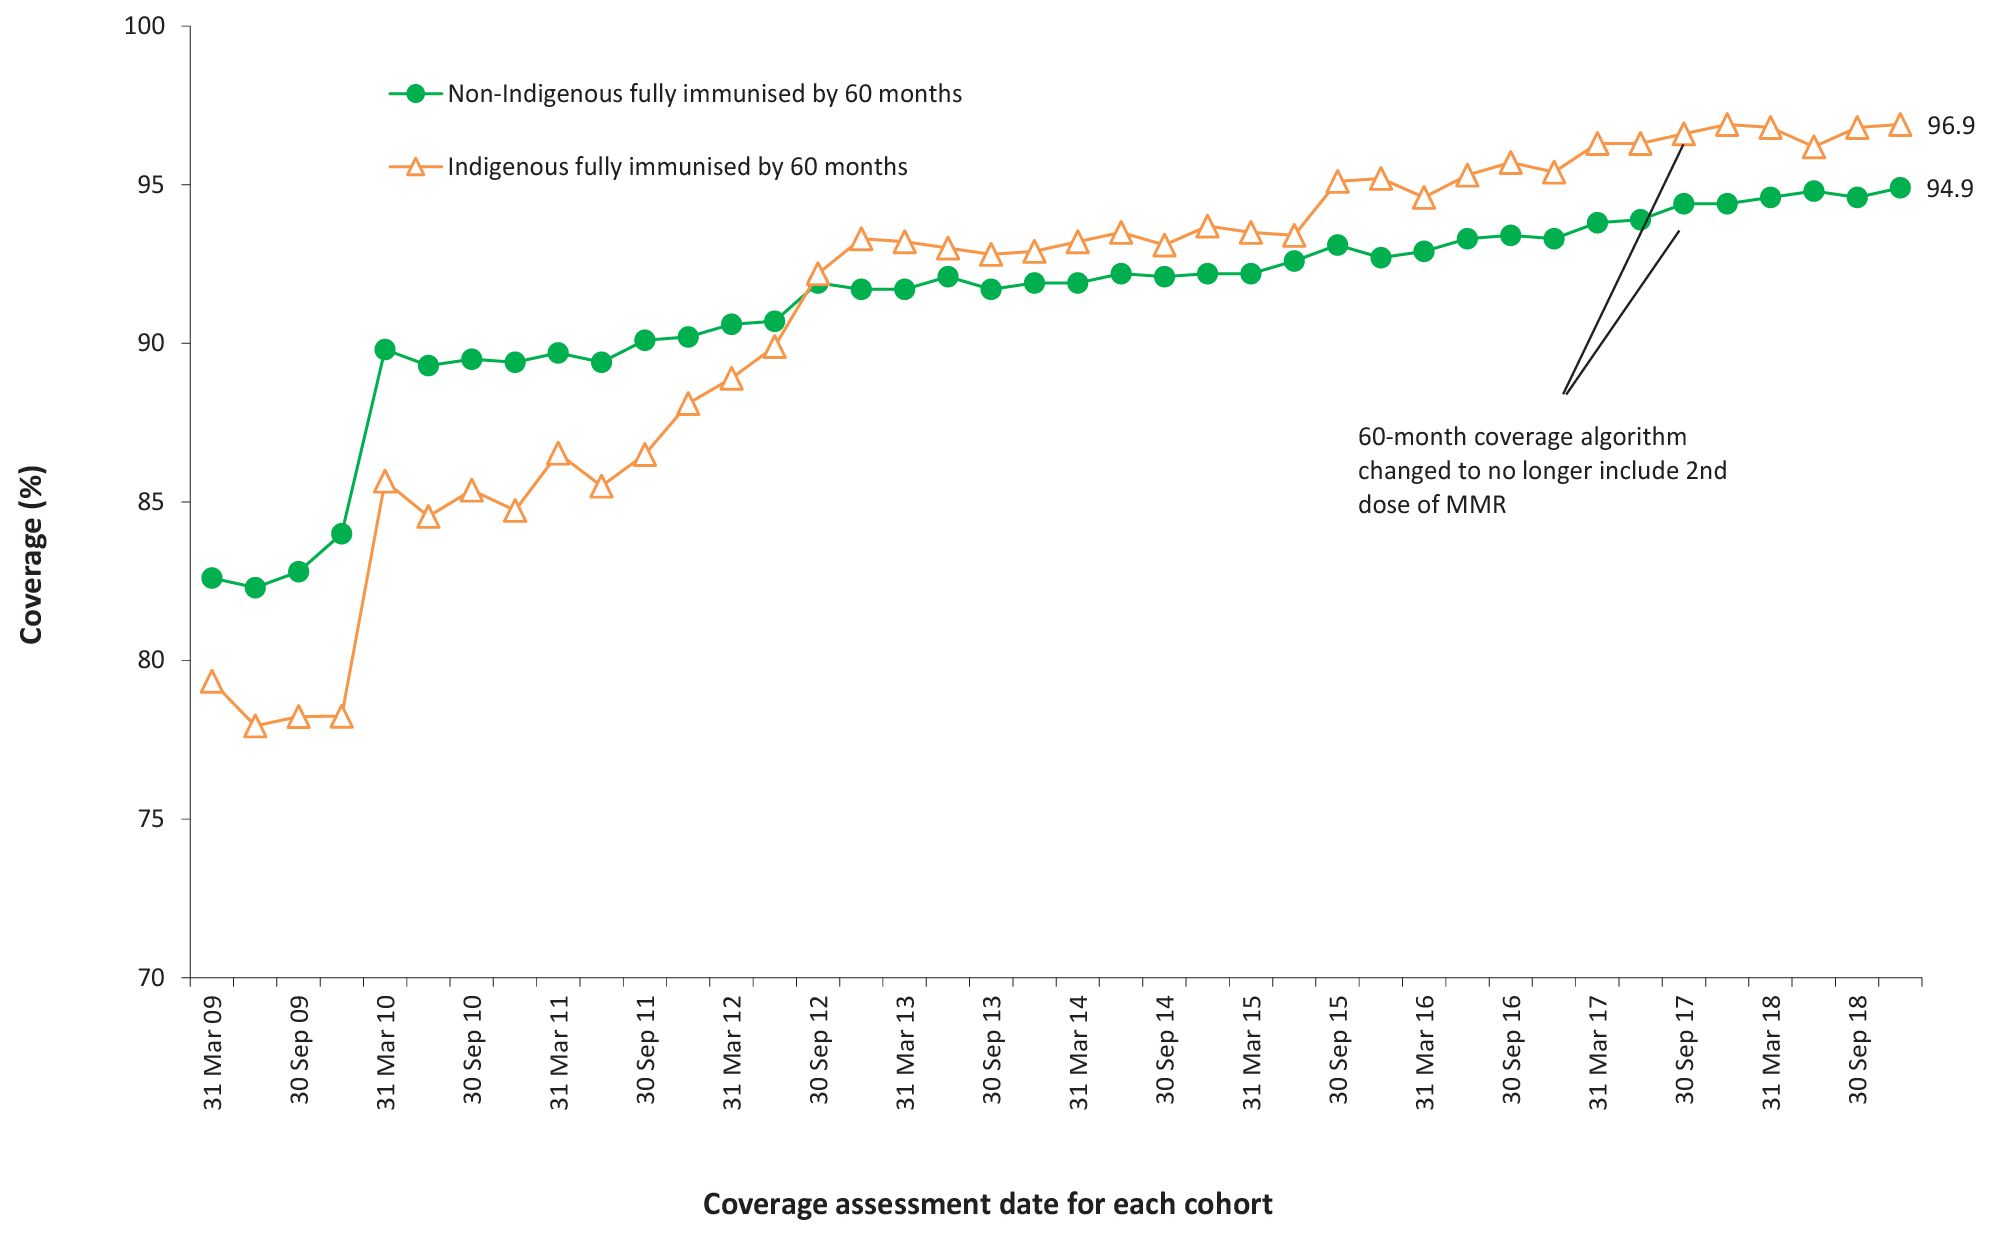 100
95
90
85
80
75
70
Coverage (%)
Non-Indigenous fully immunised by 60 months
Indigenous fully immunised by 60 months
96.9
94.9
60-month coverage algorithm
changed to no longer include 2nd
dose of MMR
31 Mar 09
30 Sep 09
31 Mar 10
30 Sep 10
31 Mar 11
30 Sep 11
31 Mar 12
30 Sep 12
31 Mar 13
30 Sep 13
31 Mar 14
30 Sep 14
31 Mar 15
30 Sep 15
31 Mar 16
30 Sep 16
31 Mar 17
30 Sep 17
31 Mar 18
30 Sep 18
Coverage assessment date for each cohort